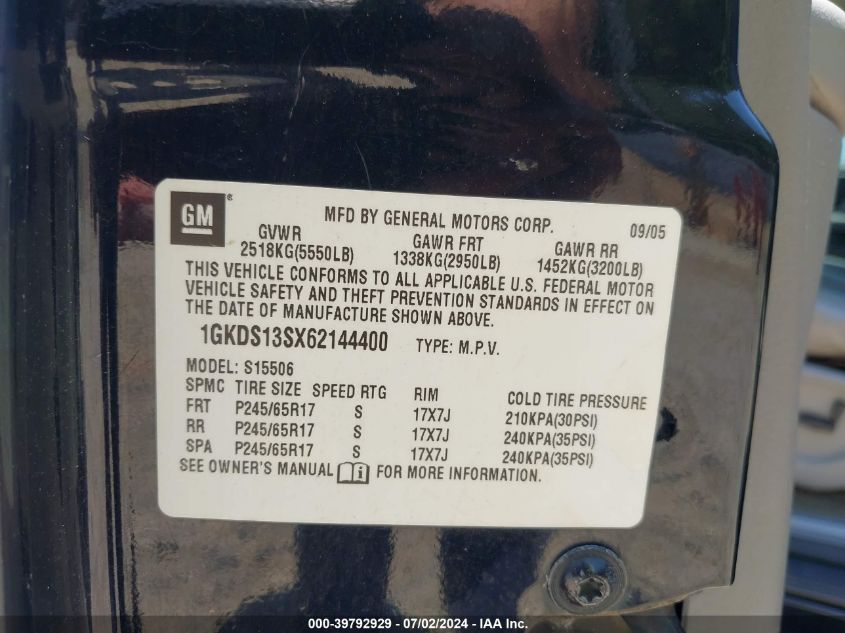 GM ®
MFD BY GENERAL MOTORS CORP. 09/05
GVWR GAWR FRT GAWR RR
2518KG(5550LB) 1338KG(2950LB) 1452KG(3200LB)
THIS VEHICLE CONFORMS TO ALL APPLICABLE U.S. FEDERAL MOTOR
VEHICLE SAFETY AND THEFT PREVENTION STANDARDS IN EFFECT ON
THE DATE OF MANUFACTURE SHOWN ABOVE.
1GKDS13SX62144400 TYPE: M.P.V.
MODEL: S15506
SPMC TIRE SIZE SPEED RTG RIM COLD TIRE PRESSURE
FRT P245/65R17 S 17X7J 210KPA(30PSI)
RR P245/65R17 S 17X7J 240KPA(35PSI)
SPA P245/65R17 S 17X7J 240KPA(35PSI)
SEE OWNER'S MANUAL i FOR MORE INFORMATION.
000-39792929 - 07/02/2024 - IAA Inc.